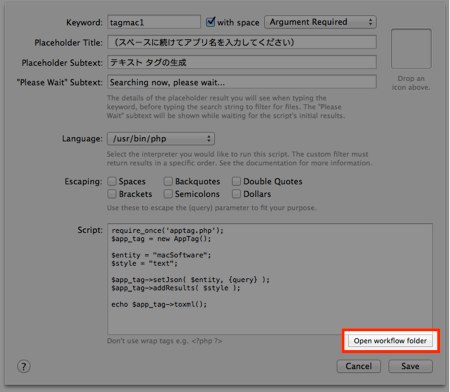 Keyword: tagmac1 with space Argument Required
Placeholder Title: （スペースに続けてアプリ名を入力してください）
Placeholder Subtext: テキスト タグの生成
"Please Wait" Subtext: Searching now, please wait...
Drop an
icon above.
The details of the placeholder result you will see when typing the
keyword, before typing the search string to filter for files. The "Please
Wait" subtext will be shown while waiting for the script's initial results.
Language: /usr/bin/php
Select the interpreter you would like to run this script. The custom filter must
return results in a specific order. See the documentation for more information.
Escaping: Spaces Backquotes Double Quotes
Brackets Semicolons Dollars
Use these to escape the {query} parameter to fit your purpose.
Script: require_once('apptag.php');
$app_tag = new AppTag();
$entity = "macSoftware";
$style = "text";
$app_tag->setJson( $entity, {query} );
$app_tag->addResults( $style );
echo $app_tag->toxml();
Don't use wrap tags e.g. <?php ?>
Open workflow folder
? Cancel Save